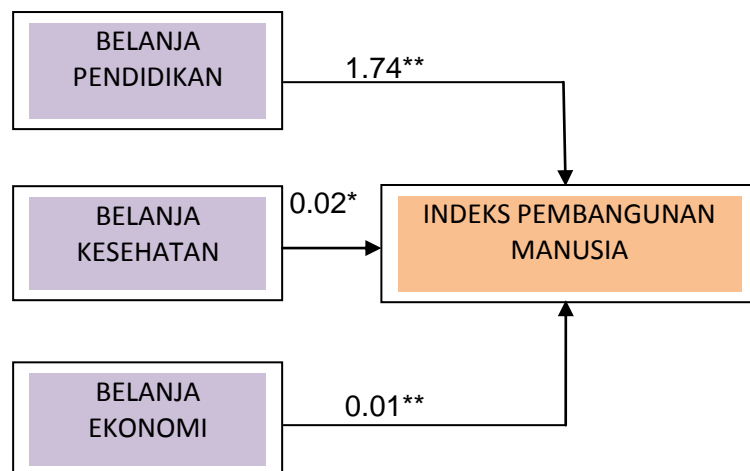 BELANJA
PENDIDIKAN
1.74**
BELANJA
KESEHATAN
0.02*
INDEKS PEMBANGUNAN
MANUSIA
BELANJA
EKONOMI
0.01**